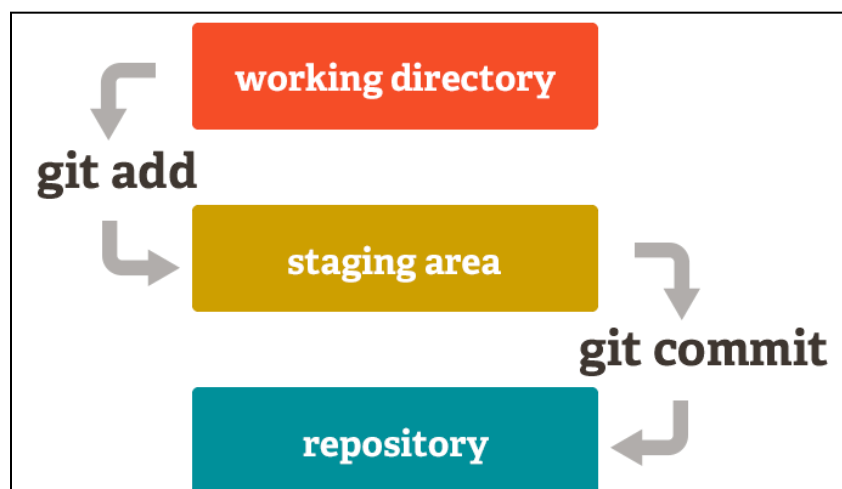 working directory
git add
staging area
git commit
repository